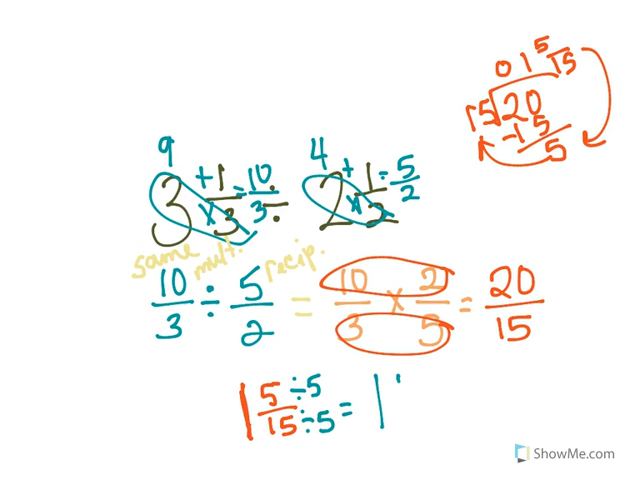 0 1 5/15
15 20
-15
5
9 4
3 + 1/3 = 10/3 ÷ 2 + 1/2 = 5/2
× ×
same mult. recip.
10/3 ÷ 5/2 = 10/3 × 2/5 = 20/15
1 5/15 ÷5 ÷5 = 1 1
ShowMe.com